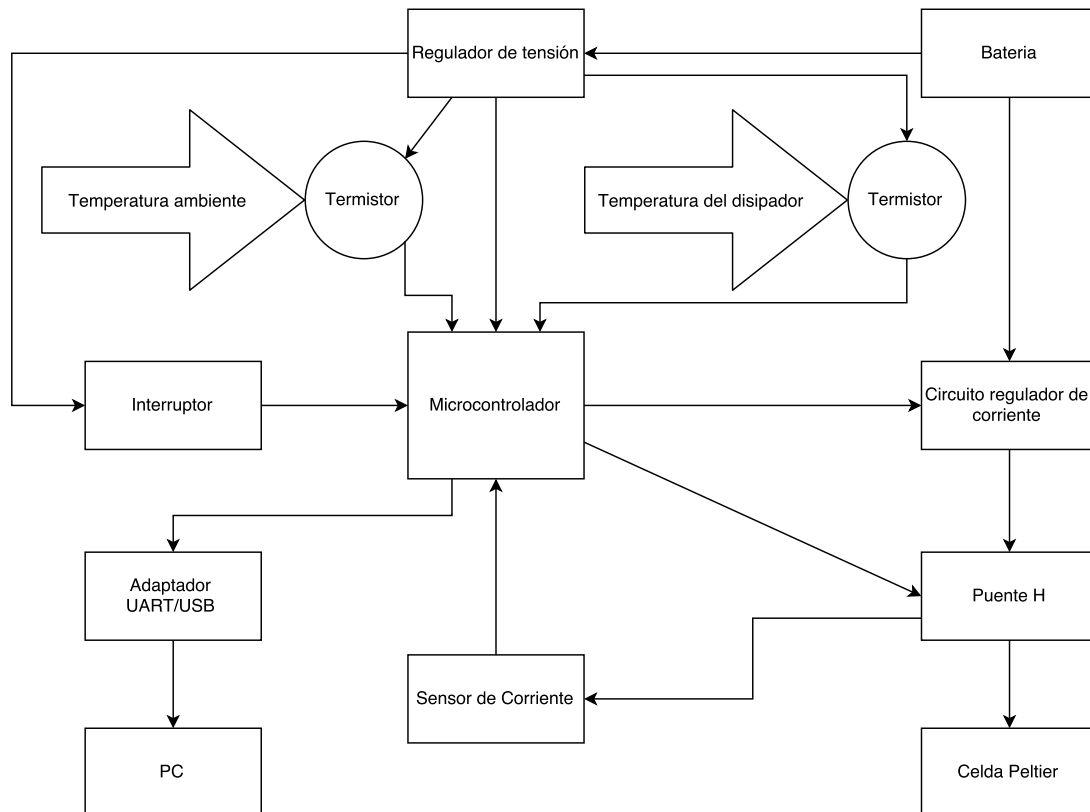 Regulador de tensión
Bateria
Temperatura ambiente
Termistor
Temperatura del disipador
Termistor
Interruptor
Microcontrolador
Circuito regulador de
corriente
Adaptador
UART/USB
Puente H
Sensor de Corriente
PC
Celda Peltier